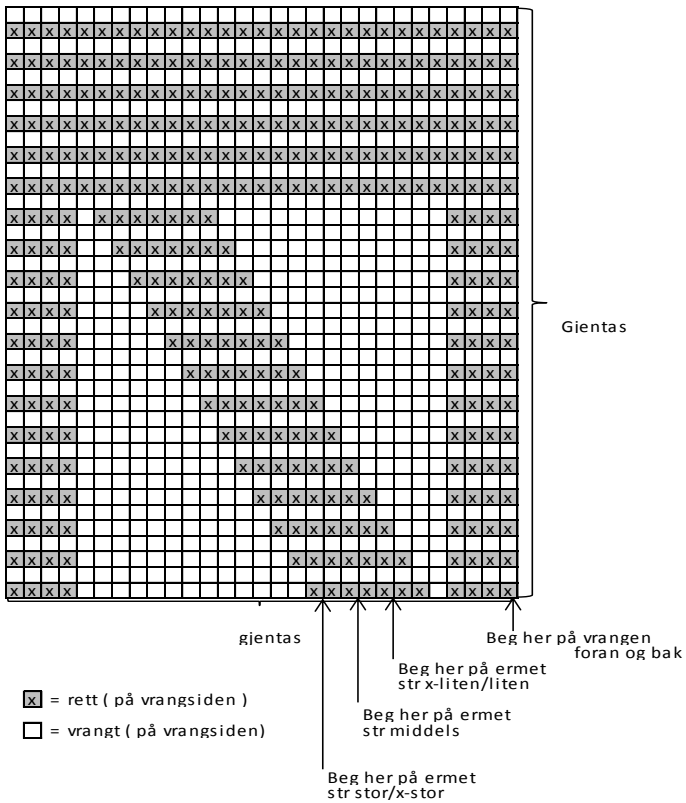 Gjentas
gjentas
Beg her på vrangen
foran og bak
Beg her på ermet
str x-liten/liten
x = rett ( på vrangsiden )
Beg her på ermet
str middels
= vrangt ( på vrangsiden)
Beg her på ermet
str stor/x-stor